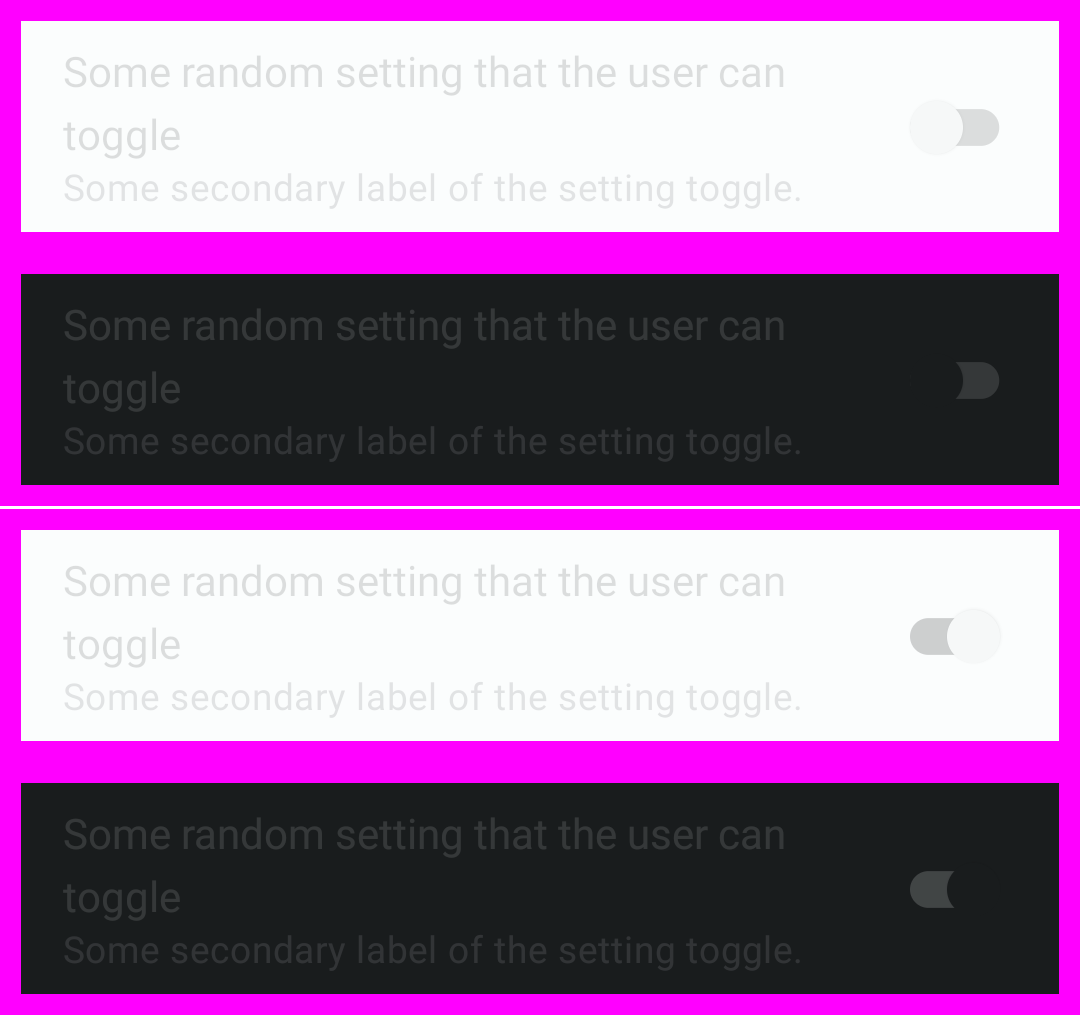 Some random setting that the user can
toggle
Some secondary label of the setting toggle.
Some random setting that the user can
toggle
Some secondary label of the setting toggle.
Some random setting that the user can
toggle
Some secondary label of the setting toggle.
Some random setting that the user can
toggle
Some secondary label of the setting toggle.